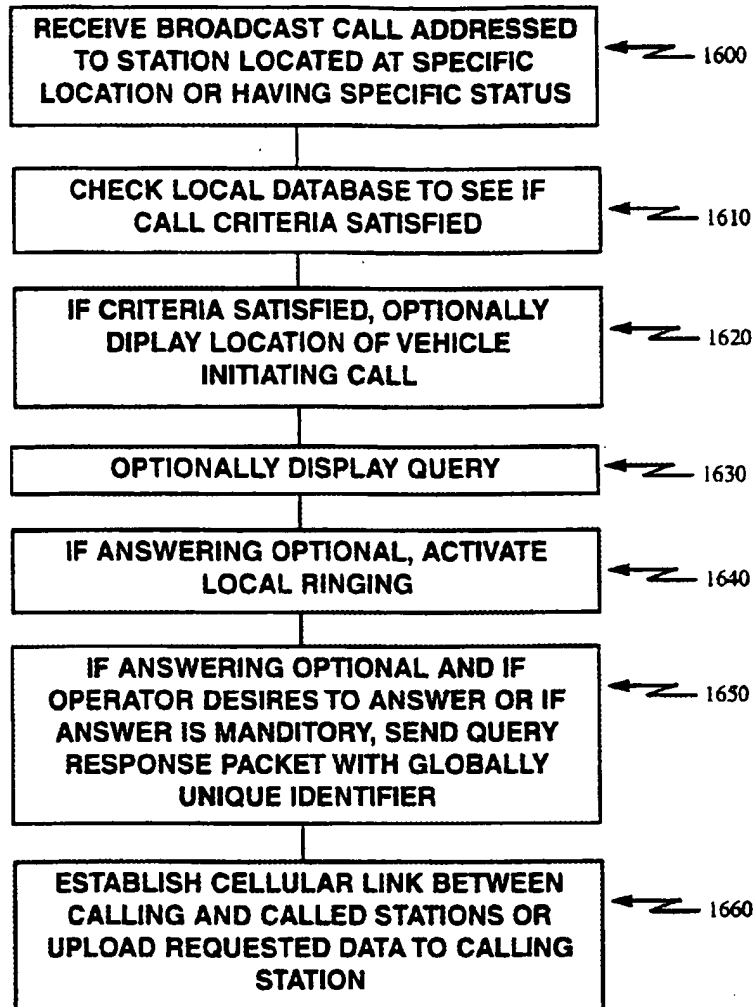 RECEIVE BROADCAST CALL ADDRESSED
TO STATION LOCATED AT SPECIFIC
LOCATION OR HAVING SPECIFIC STATUS
1600
CHECK LOCAL DATABASE TO SEE IF
CALL CRITERIA SATISFIED
1610
IF CRITERIA SATISFIED, OPTIONALLY
DIPLAY LOCATION OF VEHICLE
INITIATING CALL
1620
OPTIONALLY DISPLAY QUERY
1630
IF ANSWERING OPTIONAL, ACTIVATE
LOCAL RINGING
1640
IF ANSWERING OPTIONAL AND IF
OPERATOR DESIRES TO ANSWER OR IF
ANSWER IS MANDITORY, SEND QUERY
RESPONSE PACKET WITH GLOBALLY
UNIQUE IDENTIFIER
1650
ESTABLISH CELLULAR LINK BETWEEN
CALLING AND CALLED STATIONS OR
UPLOAD REQUESTED DATA TO CALLING
STATION
1660